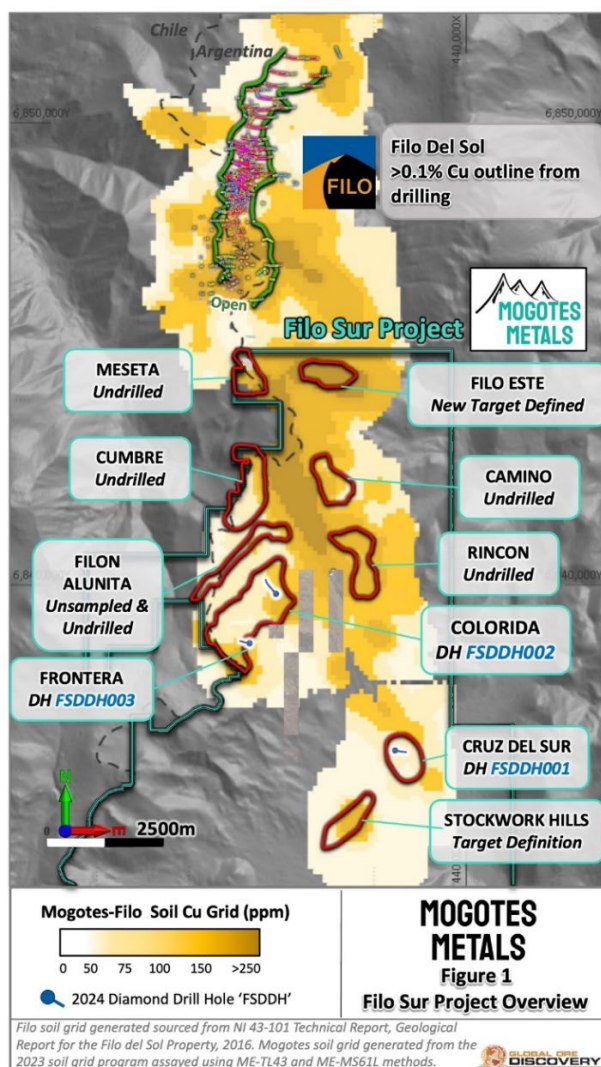 Chile
Argentina
440,000X
6,850,000Y
6,850,000Y
FILO
Filo Del Sol
>0.1% Cu outline from
drilling
Open
MOGOTES
METALS
Filo Sur Project
MESETA
Undrilled
FILO ESTE
New Target Defined
CUMBRE
Undrilled
CAMINO
Undrilled
FILON
ALUNITA
Unsampled &
Undrilled
RINCON
Undrilled
COLORIDA
DH FSDDH002
FRONTERA
DH FSDDH003
CRUZ DEL SUR
DH FSDDH001
STOCKWORK HILLS
Target Definition
N
E
0
2500m
Mogotes-Filo Soil Cu Grid (ppm)
0 50 75 100 150 >250
2024 Diamond Drill Hole 'FSDDH'
MOGOTES
METALS
Figure 1
Filo Sur Project Overview
Filo soil grid generated sourced from NI 43-101 Technical Report, Geological
Report for the Filo del Sol Property, 2016. Mogotes soil grid generated from the
2023 soil grid program assayed using ME-TL43 and ME-MS61L methods.
GLOBAL ORE
DISCOVERY